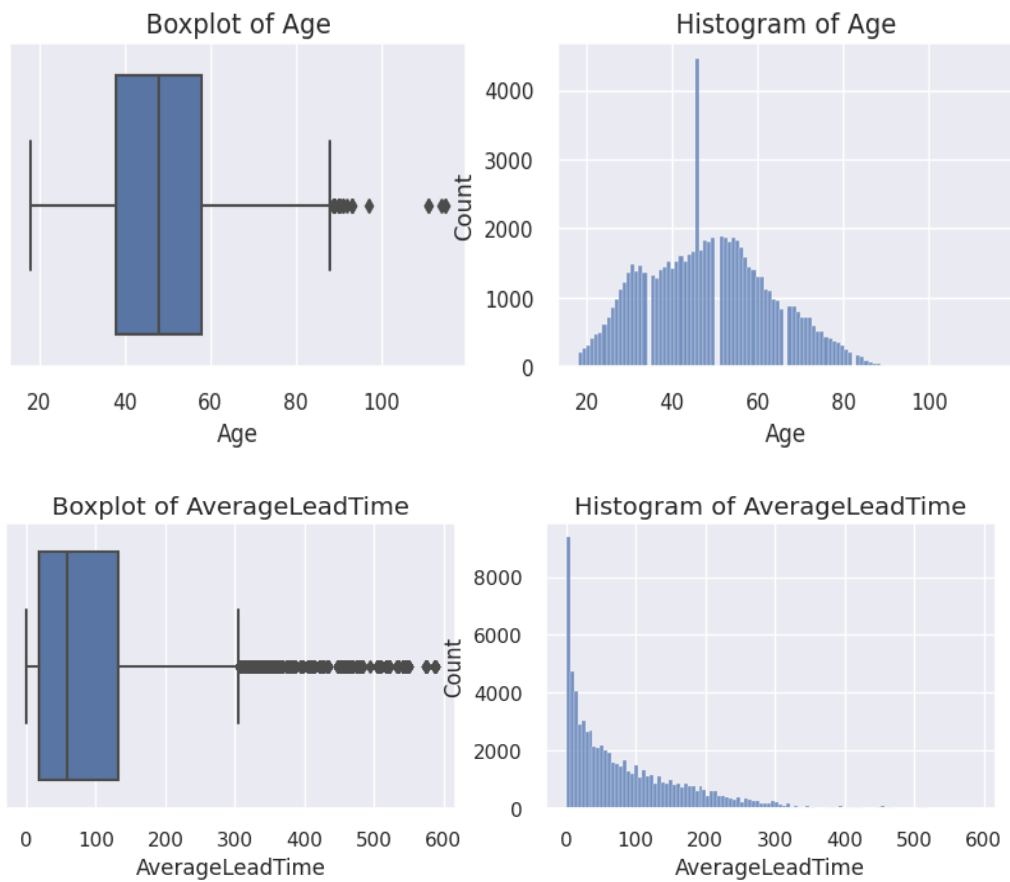 Boxplot of Age
Histogram of Age
Count
4000
3000
2000
1000
0
20 40 60 80 100
20 40 60 80 100
Age
Age
Boxplot of AverageLeadTime
Histogram of AverageLeadTime
Count
8000
6000
4000
2000
0
0 100 200 300 400 500 600
0 100 200 300 400 500 600
AverageLeadTime
AverageLeadTime